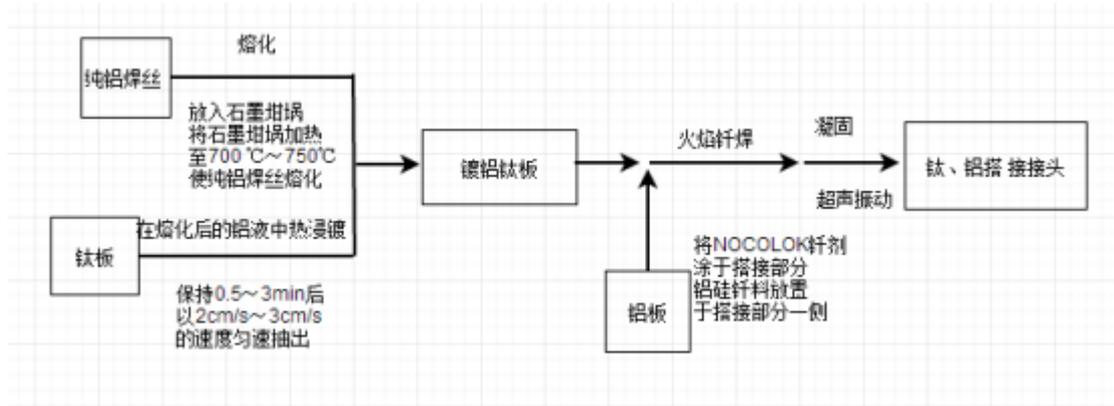 纯铝焊丝
熔化
放入石墨坩埚
将石墨坩埚加热
至700 ℃～750℃
使纯铝焊丝熔化
钛板
在熔化后的铝液中热浸镀
保持0.5～3min后
以2cm/s～3cm/s
的速度匀速抽出
镀铝钛板
火焰钎焊
凝固
超声振动
钛、铝搭 接接头
铝板
将NOCOLOK钎剂
涂于搭接部分
铝硅钎料放置
于搭接部分一侧